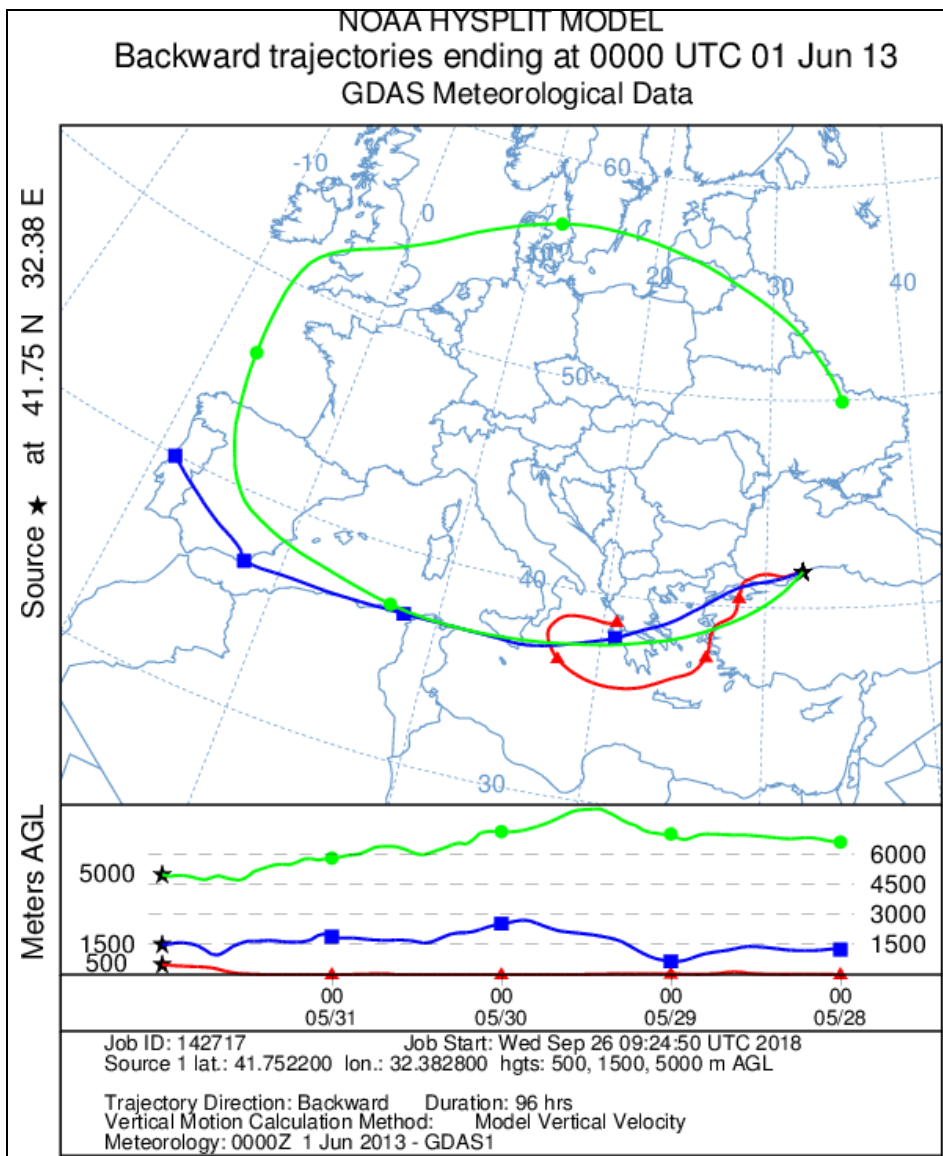 NOAA HYSPLIT MODEL
Backward trajectories ending at 0000 UTC 01 Jun 13
GDAS Meteorological Data
Source ★ at 41.75 N 32.38 E
-10
0
10
20
30
40
60
50
40
30
Meters AGL
5000
1500
500
6000
4500
3000
1500
00 00 00 00
05/31 05/30 05/29 05/28
Job ID: 142717 Job Start: Wed Sep 26 09:24:50 UTC 2018
Source 1 lat.: 41.752200 lon.: 32.382800 hgts: 500, 1500, 5000 m AGL
Trajectory Direction: Backward Duration: 96 hrs
Vertical Motion Calculation Method: Model Vertical Velocity
Meteorology: 0000Z 1 Jun 2013 - GDAS1